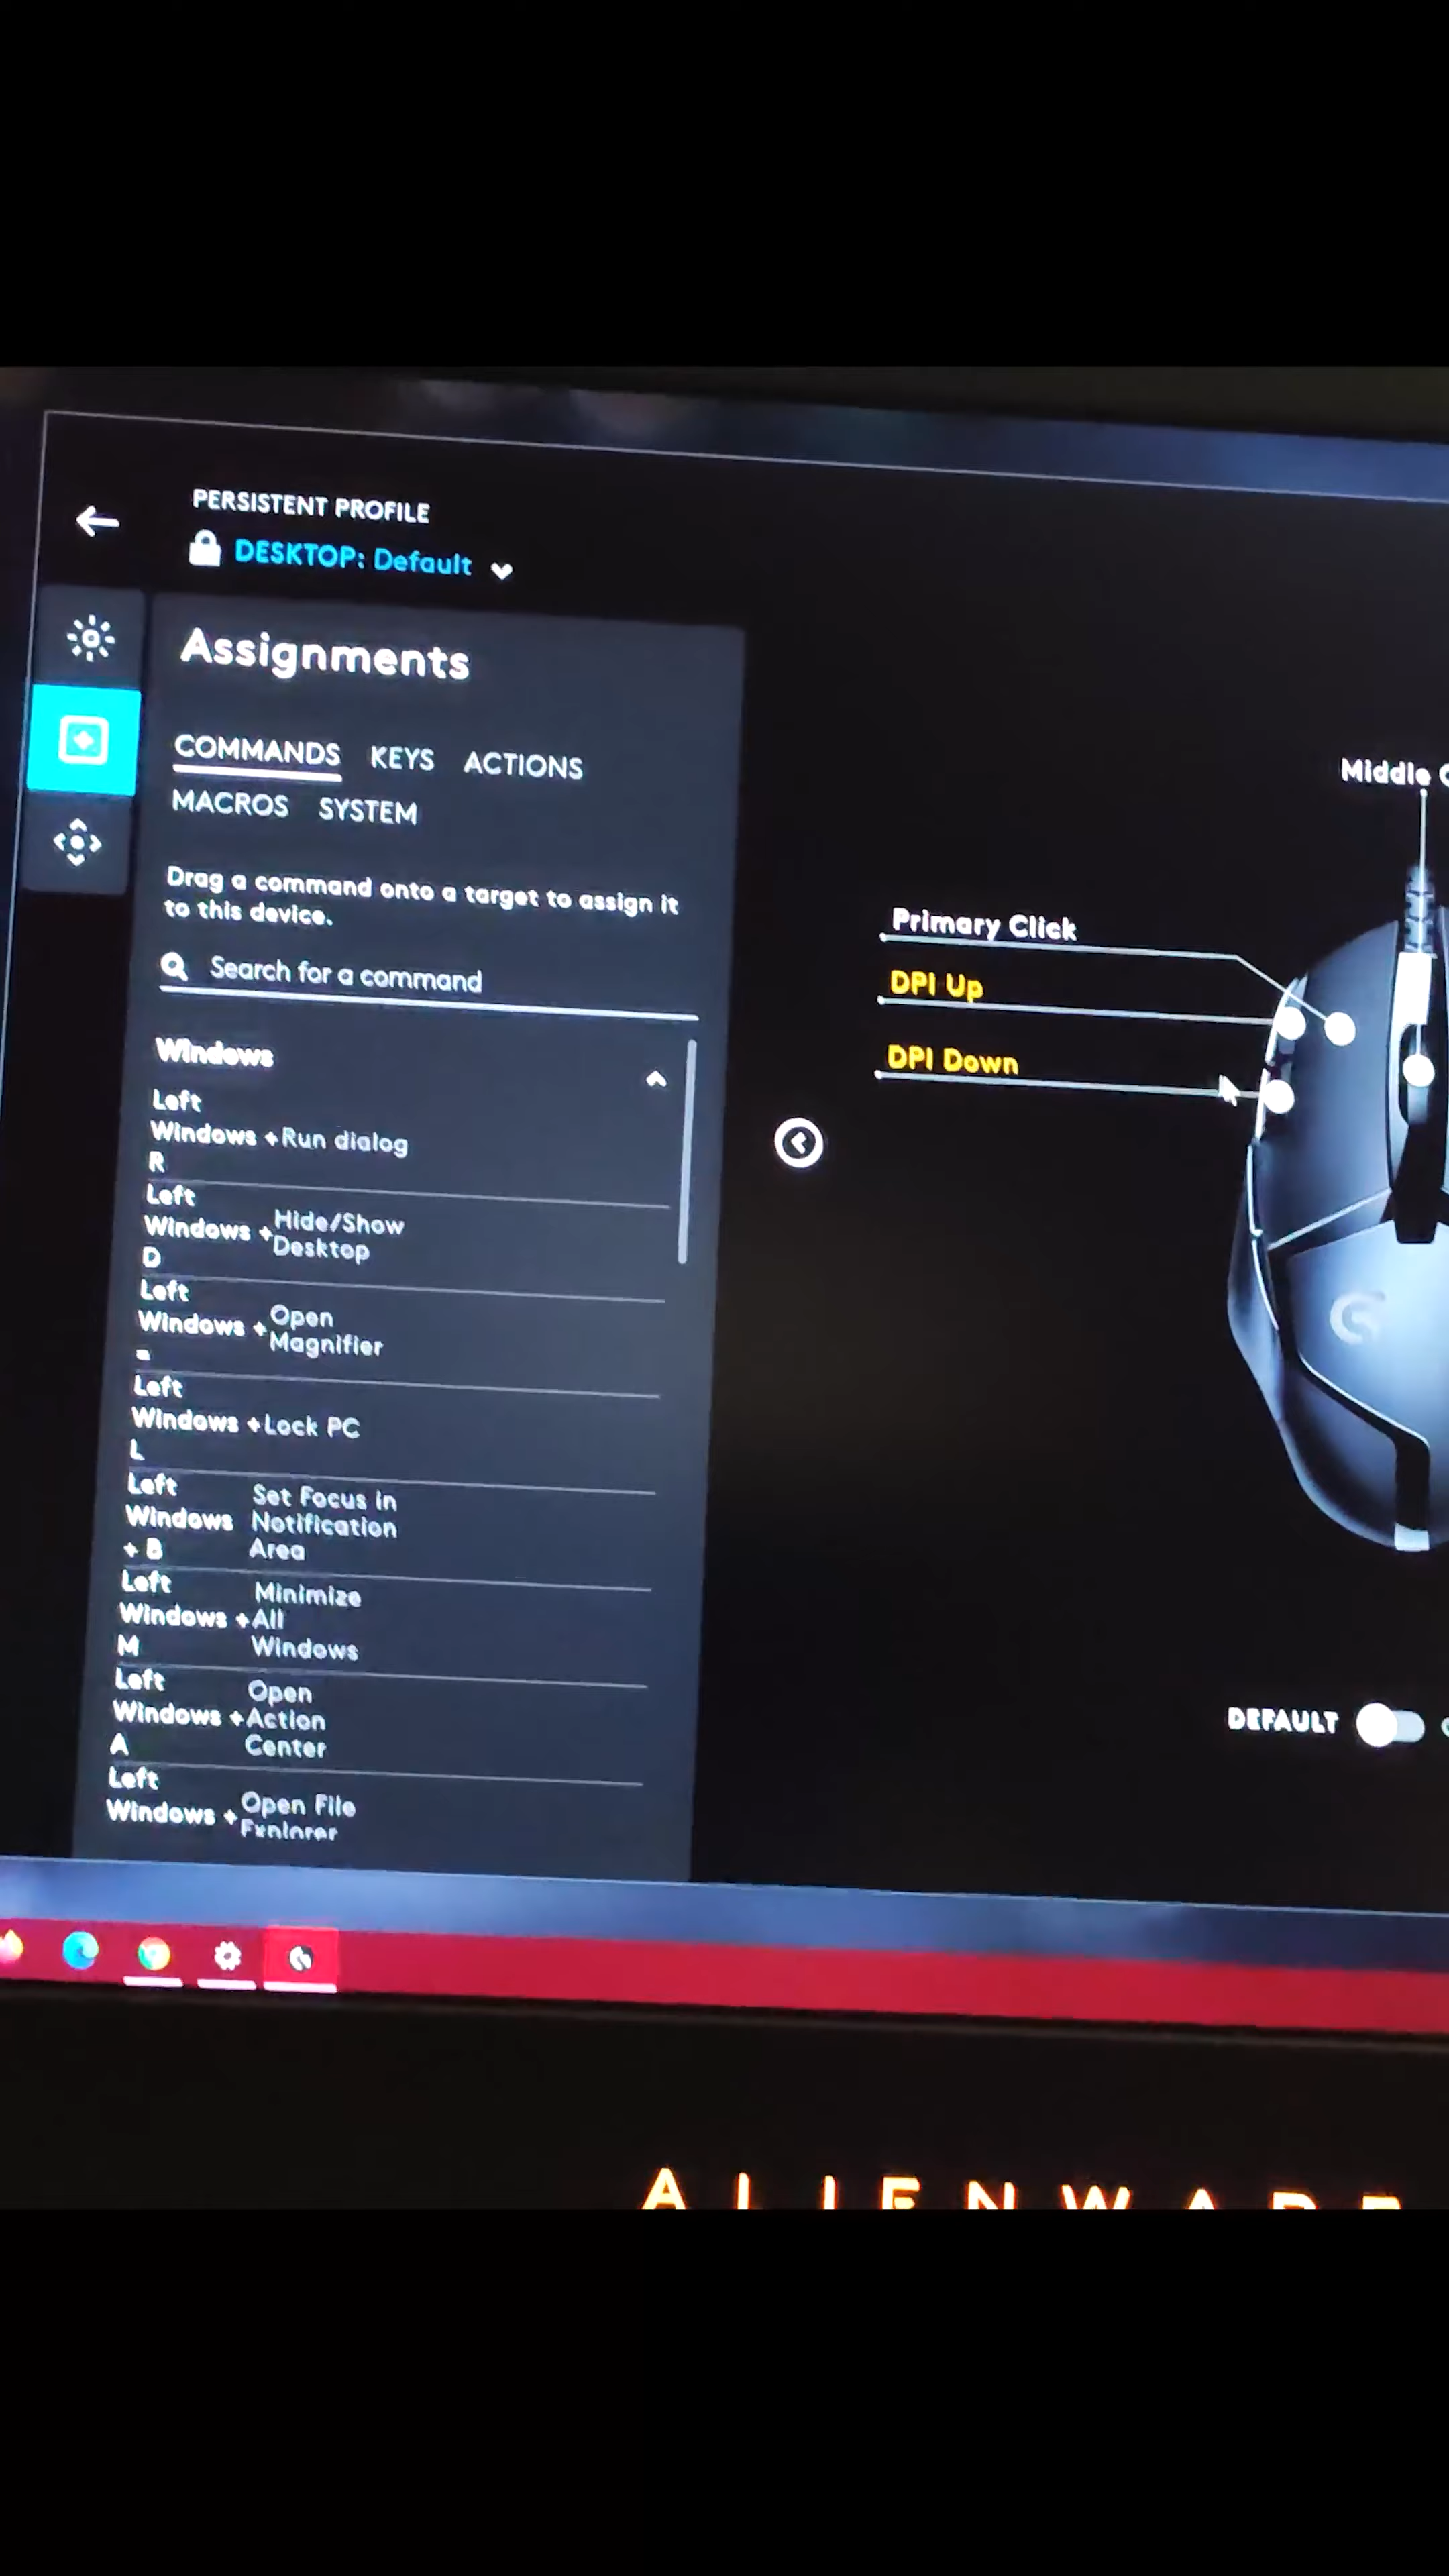 PERSISTENT PROFILE
DESKTOP: Default
Assignments
COMMANDS KEYS ACTIONS
MACROS SYSTEM
Drag a command onto a target to assign it
to this device.
Search for a command
Windows
Left
Windows + Run dialog
R
Left
Windows + Hide/Show
Desktop
D
Left
Windows + Open
Magnifier
=
Left
Windows + Lock PC
L
Left
Windows
+ B
Set Focus in
Notification
Area
Left
Windows +
M
Minimize
All
Windows
Left
Windows +
A
Open
Action
Center
Left
Windows +
Open File
Explorer
Middle
Primary Click
DPI Up
DPI Down
G
DEFAULT
ALIENWARE